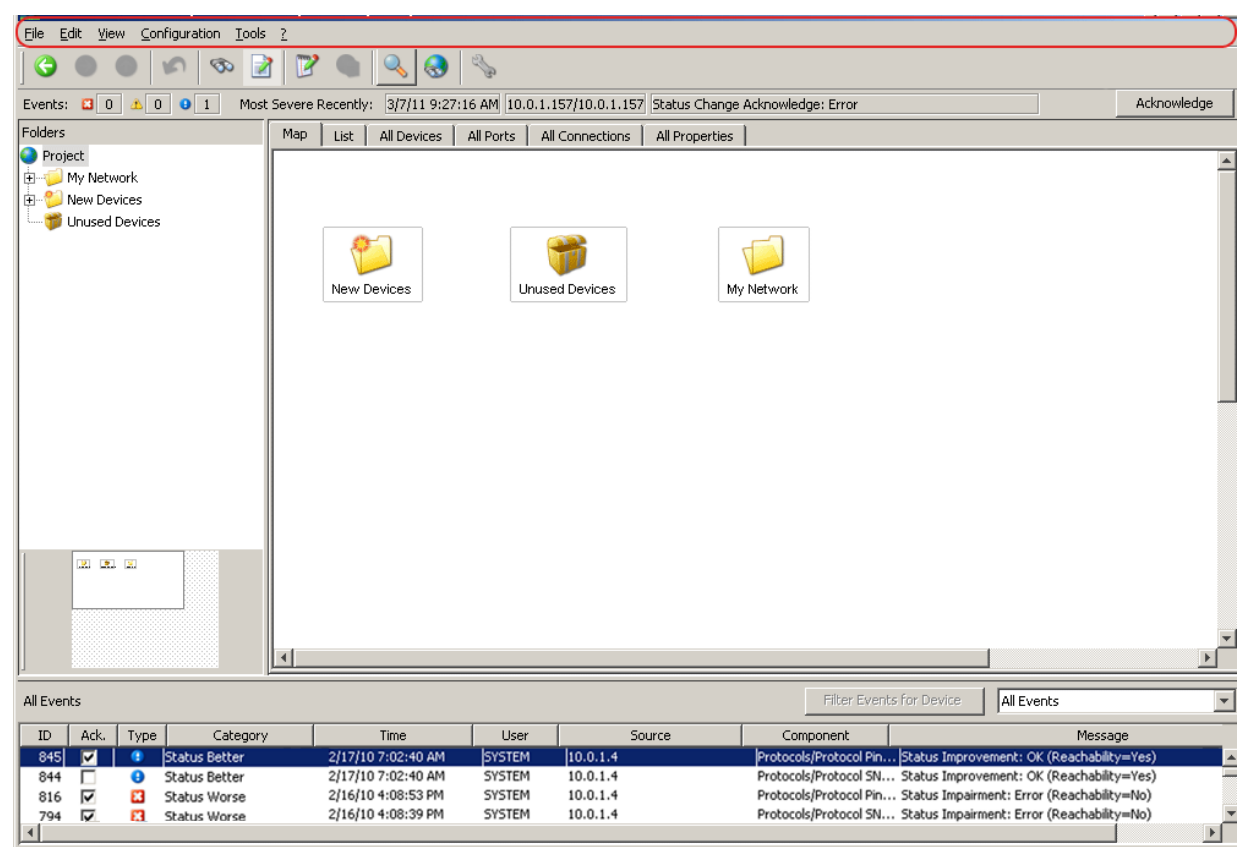 File Edit View Configuration Tools ?
Events: 0 0 1 Most Severe Recently: 3/7/11 9:27:16 AM 10.0.1.157/10.0.1.157 Status Change Acknowledge: Error Acknowledge
Folders
Project
My Network
New Devices
Unused Devices
Map List All Devices All Ports All Connections All Properties
New Devices Unused Devices My Network
All Events Filter Events for Device All Events
ID Ack. Type Category Time User Source Component Message
845 Status Better 2/17/10 7:02:40 AM SYSTEM 10.0.1.4 Protocols/Protocol Pin... Status Improvement: OK (Reachability=Yes)
844 Status Better 2/17/10 7:02:40 AM SYSTEM 10.0.1.4 Protocols/Protocol SN... Status Improvement: OK (Reachability=Yes)
816 Status Worse 2/16/10 4:08:53 PM SYSTEM 10.0.1.4 Protocols/Protocol Pin... Status Impairment: Error (Reachability=No)
794 Status Worse 2/16/10 4:08:39 PM SYSTEM 10.0.1.4 Protocols/Protocol SN... Status Impairment: Error (Reachability=No)